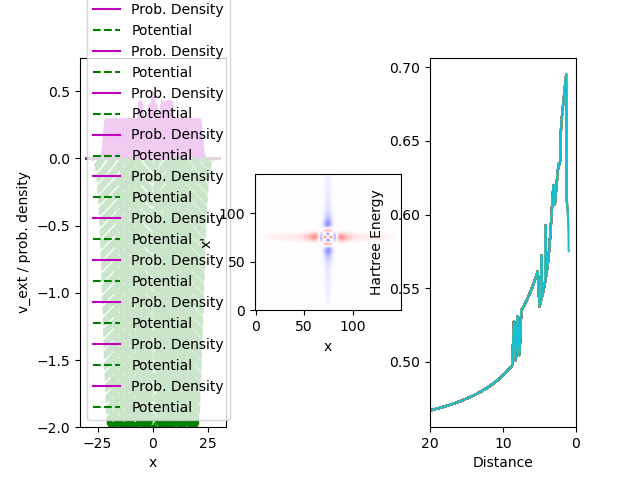 Prob. Density
Potential
Prob. Density
Potential
Prob. Density
Potential
Prob. Density
Potential
Prob. Density
Potential
Prob. Density
Potential
Prob. Density
Potential
Prob. Density
Potential
Prob. Density
Potential
Prob. Density
Potential
0.5
0.0
−0.5
−1.0
−1.5
−2.0
v_ext / prob. density
−25
0
25
x
100
50
0
x'
0
50
100
x
0.70
0.65
0.60
0.55
0.50
Hartree Energy
20
10
0
Distance